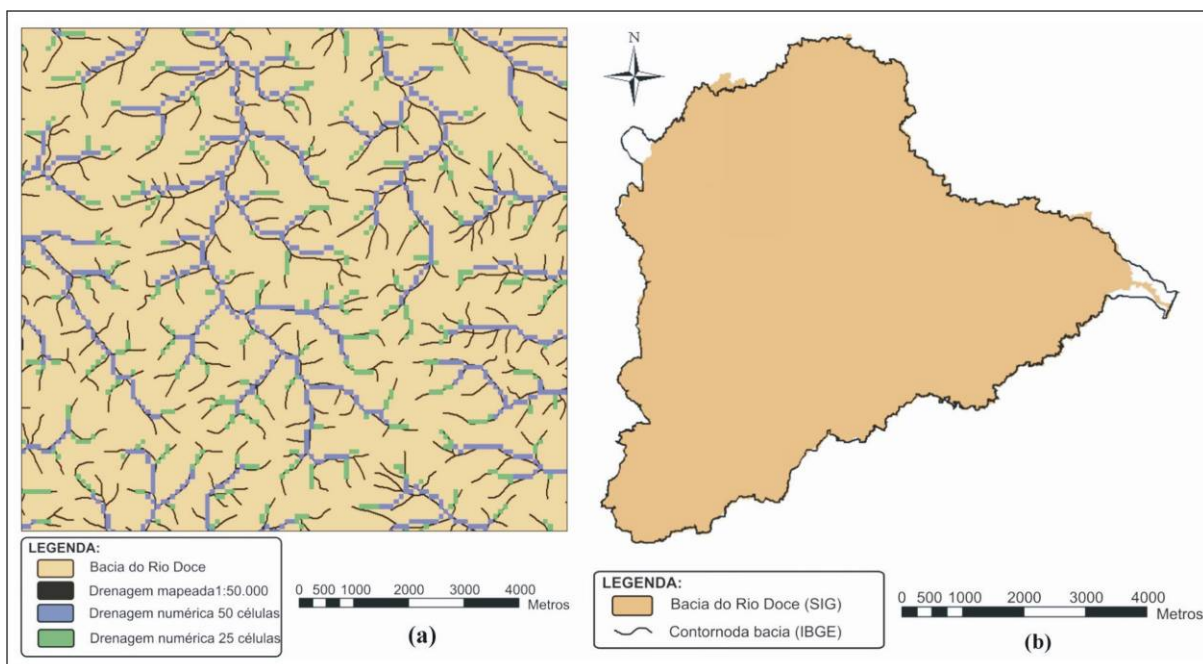 N
LEGENDA:
Bacia do Rio Doce
Drenagem mapeada1:50.000
Drenagem numérica 50 células
Drenagem numérica 25 células
0 500 1000 2000 3000 4000
Metros
(a)
LEGENDA:
Bacia do Rio Doce (SIG)
Contornoda bacia (IBGE)
0 500 1000 2000 3000 4000
Metros
(b)